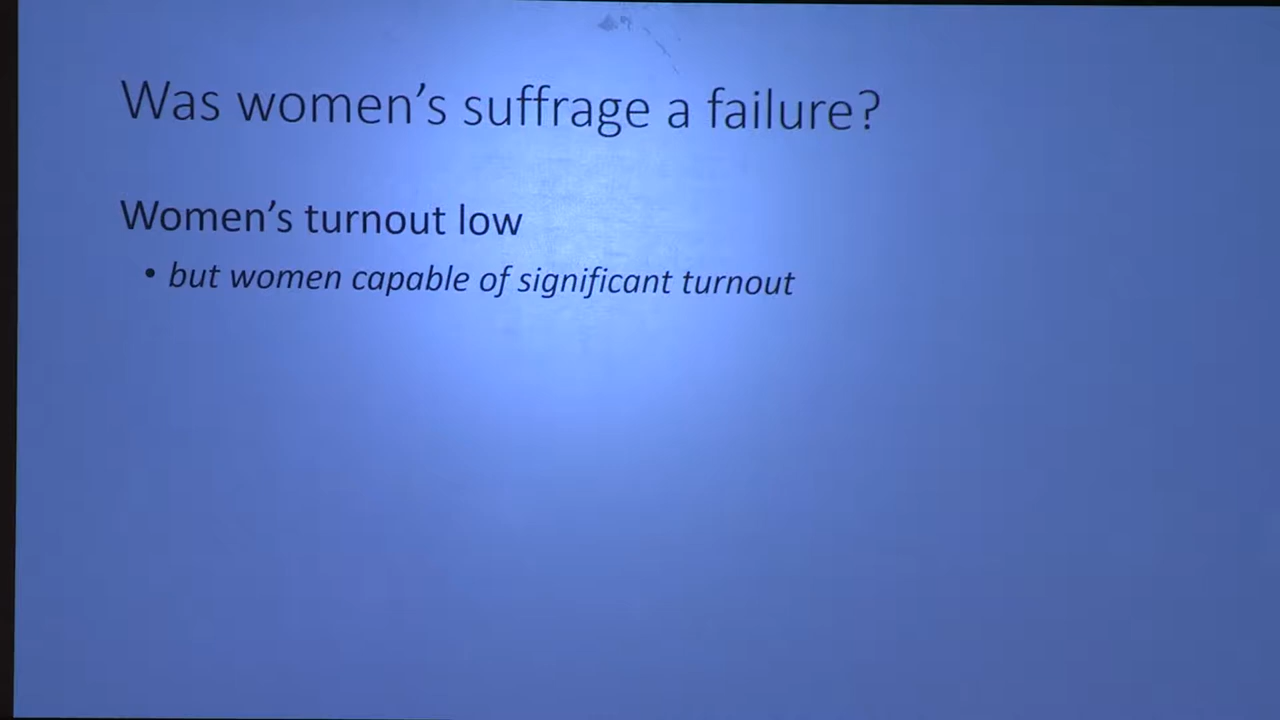 Was women's suffrage a failure?
Women's turnout low
• but women capable of significant turnout